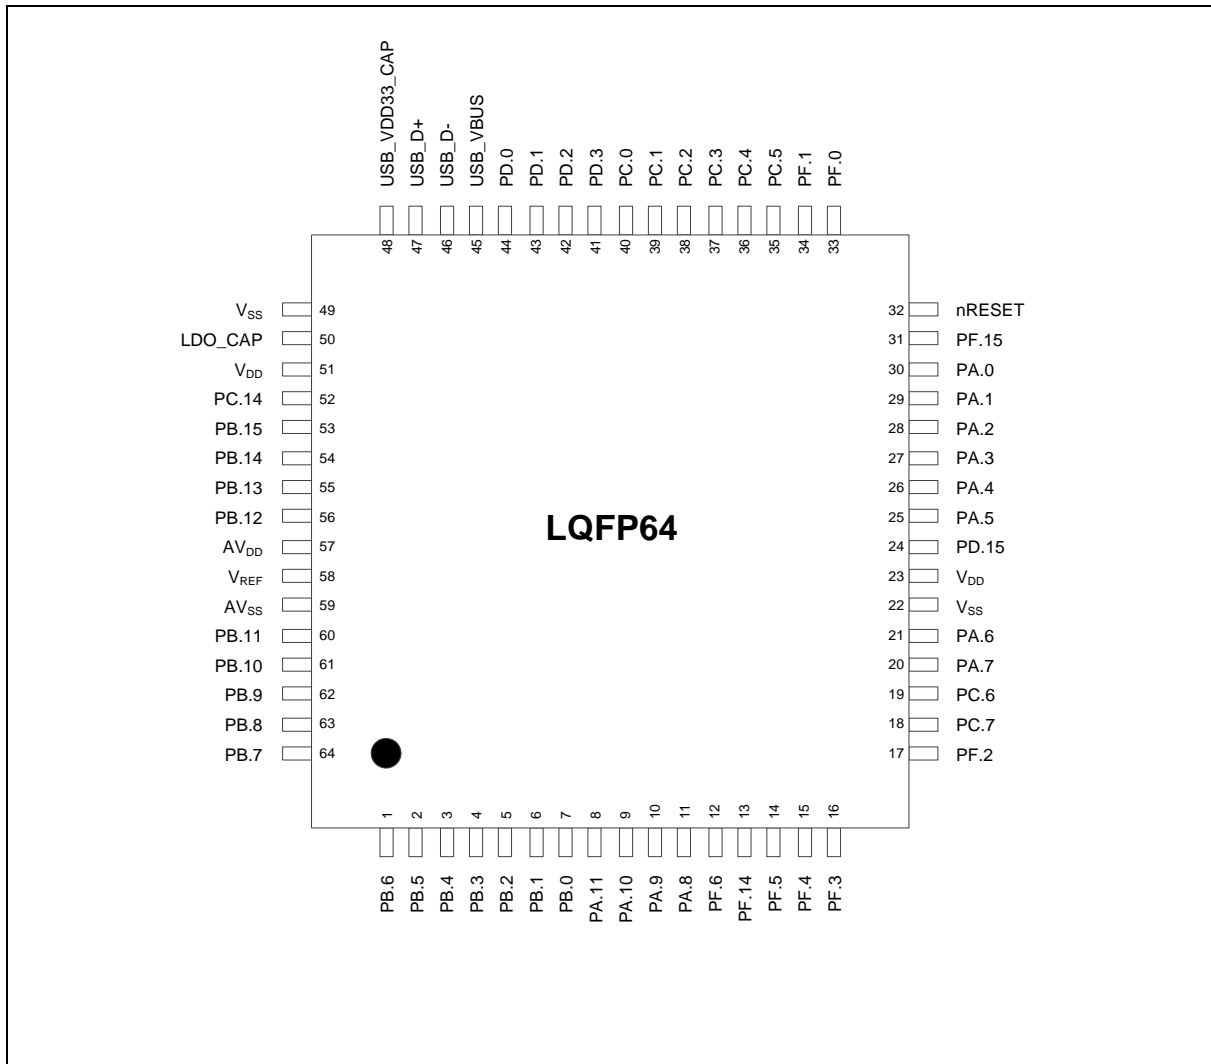 USB_VDD33_CAP
USB_D+
USB_D-
USB_VBUS
PD.0
PD.1
PD.2
PD.3
PC.0
PC.1
PC.2
PC.3
PC.4
PC.5
PF.1
PF.0
48
47
46
45
44
43
42
41
40
39
38
37
36
35
34
33
VSS 49
LDO_CAP 50
VDD 51
PC.14 52
PB.15 53
PB.14 54
PB.13 55
PB.12 56
AVDD 57
VREF 58
AVSS 59
PB.11 60
PB.10 61
PB.9 62
PB.8 63
PB.7 64
LQFP64
32 nRESET
31 PF.15
30 PA.0
29 PA.1
28 PA.2
27 PA.3
26 PA.4
25 PA.5
24 PD.15
23 VDD
22 VSS
21 PA.6
20 PA.7
19 PC.6
18 PC.7
17 PF.2
1
2
3
4
5
6
7
8
9
10
11
12
13
14
15
16
PB.6
PB.5
PB.4
PB.3
PB.2
PB.1
PB.0
PA.11
PA.10
PA.9
PA.8
PF.6
PF.14
PF.5
PF.4
PF.3